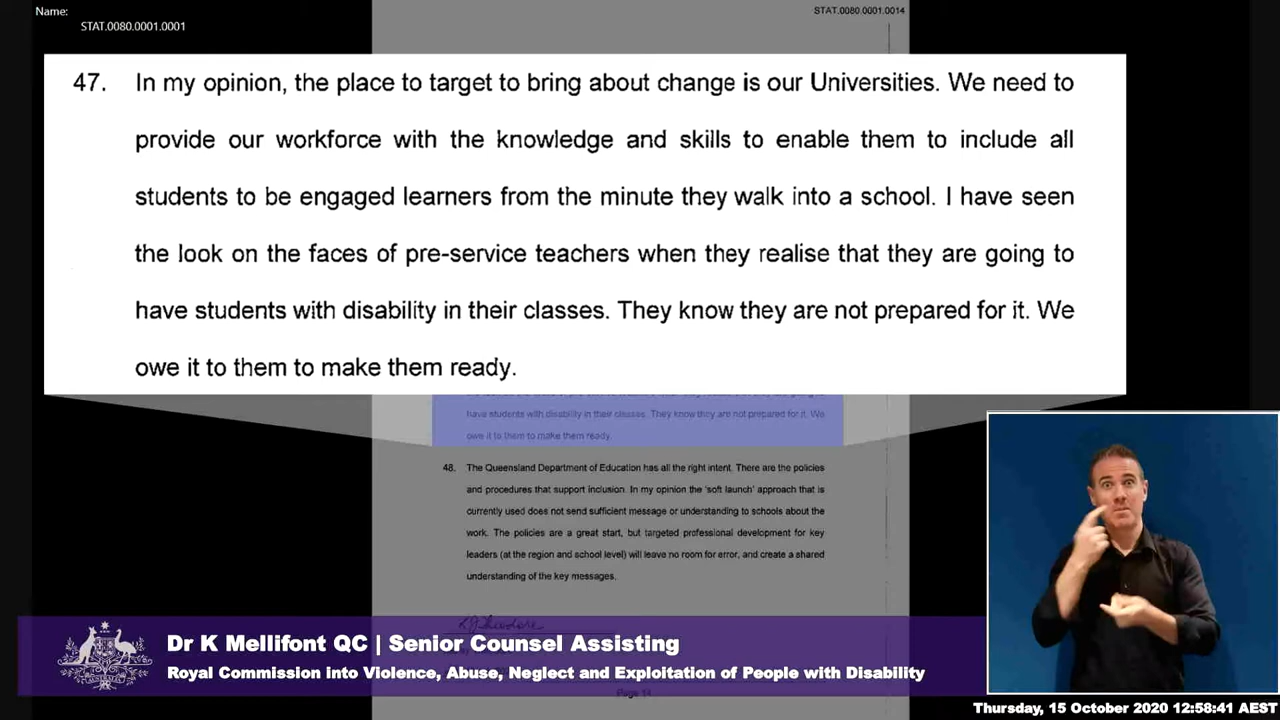 Name:
STAT.0080.0001.0001
STAT.0080.0001.0014
47. In my opinion, the place to target to bring about change is our Universities. We need to
provide our workforce with the knowledge and skills to enable them to include all
students to be engaged learners from the minute they walk into a school. I have seen
the look on the faces of pre-service teachers when they realise that they are going to
have students with disability in their classes. They know they are not prepared for it. We
owe it to them to make them ready.
have students with disability in their classes. They know they are not prepared for it. We
owe it to them to make them ready.
48. The Queensland Department of Education has all the right intent. There are the policies
and procedures that support inclusion. In my opinion the 'soft launch' approach that is
currently used does not send sufficient message or understanding to schools about the
work. The policies are a great start, but targeted professional development for key
leaders (at the region and school level) will leave no room for error, and create a shared
understanding of the key messages.
Dr K Mellifont QC | Senior Counsel Assisting
Royal Commission into Violence, Abuse, Neglect and Exploitation of People with Disability
Page 14
Thursday, 15 October 2020 12:58:41 AEST